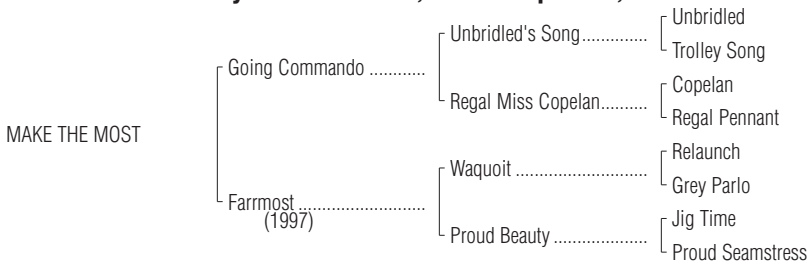 Unbridled
Unbridled's Song.............
Trolley Song
Going Commando ............
Copelan
Regal Miss Copelan..........
Regal Pennant
MAKE THE MOST
Relaunch
Waquoit ..........................
Grey Parlo
Farrmost .........................
(1997)
Jig Time
Proud Beauty ...................
Proud Seamstress